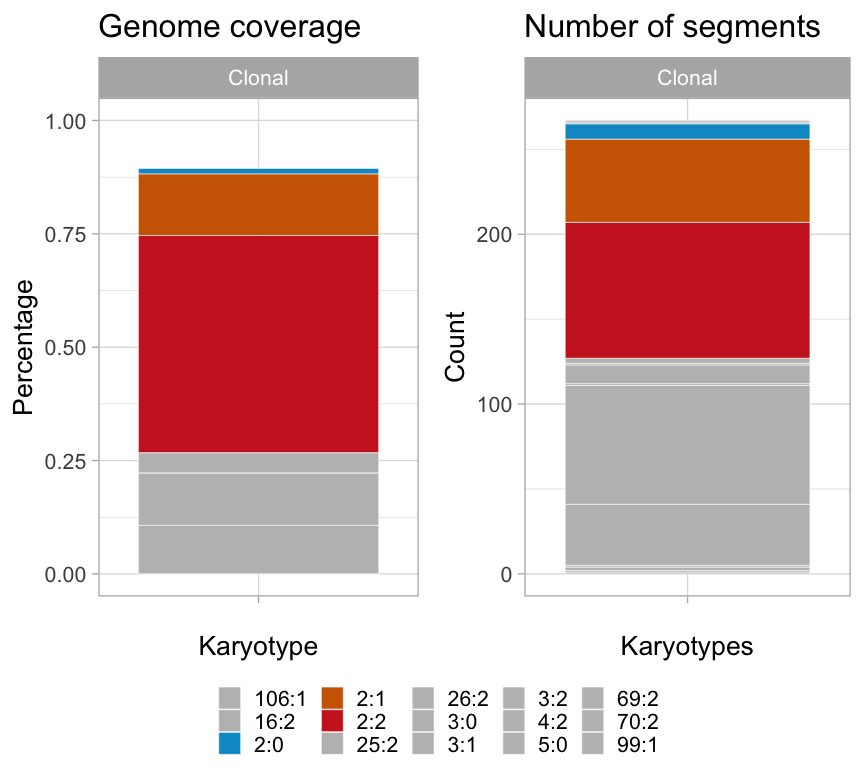 Genome coverage
Number of segments
Clonal
Clonal
1.00
0.75
0.50
0.25
0.00
Percentage
200
100
0
Count
Karyotype
Karyotypes
106:1 2:1 26:2 3:2 69:2
16:2 2:2 3:0 4:2 70:2
2:0 25:2 3:1 5:0 99:1